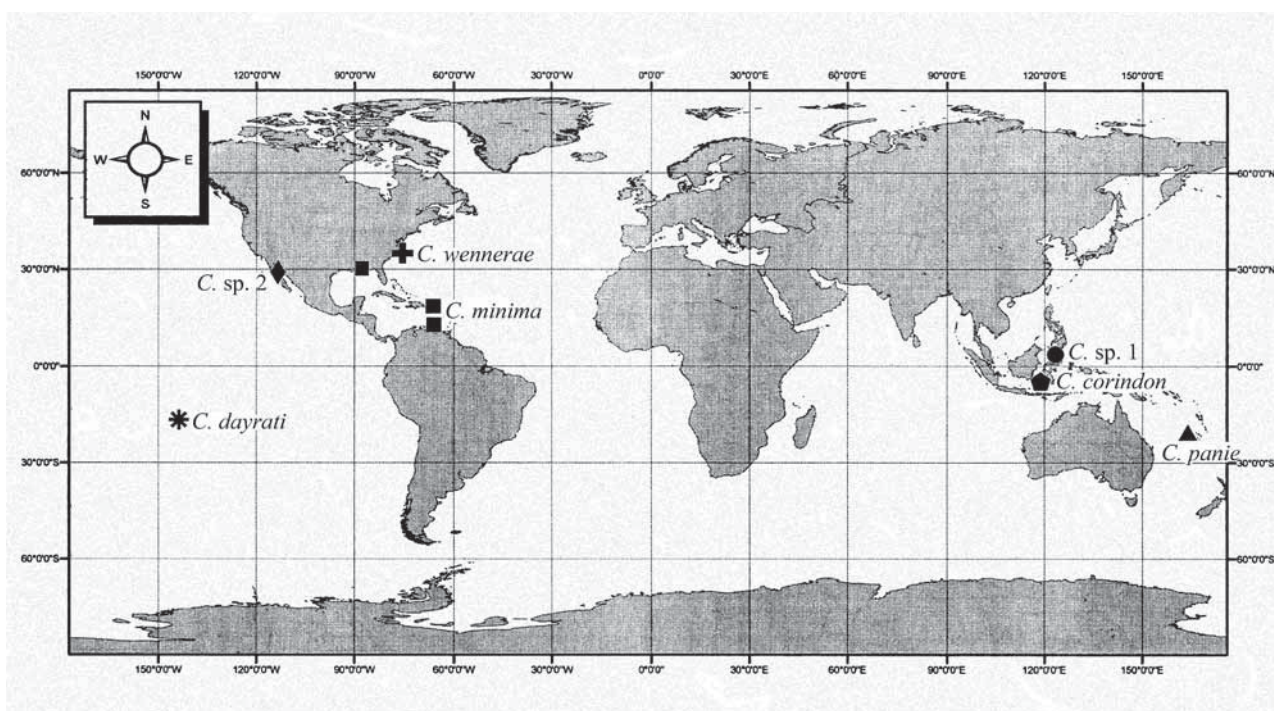 150°0'0"W 120°0'0"W 90°0'0"W 60°0'0"W 30°0'0"W 0°0'0" 30°0'0"E 60°0'0"E 90°0'0"E 120°0'0"E 150°0'0"E
N
W E
S
60°0'0"N 60°0'0"N
C. wennerae
30°0'0"N 30°0'0"N
C. sp. 2
C. minima
C. sp. 1
0°0'0" 0°0'0"
C. corindon
C. dayrati
C. panie
30°0'0"S 30°0'0"S
60°0'0"S 60°0'0"S
150°0'0"W 120°0'0"W 90°0'0"W 60°0'0"W 30°0'0"W 0°0'0" 30°0'0"E 60°0'0"E 90°0'0"E 120°0'0"E 150°0'0"E